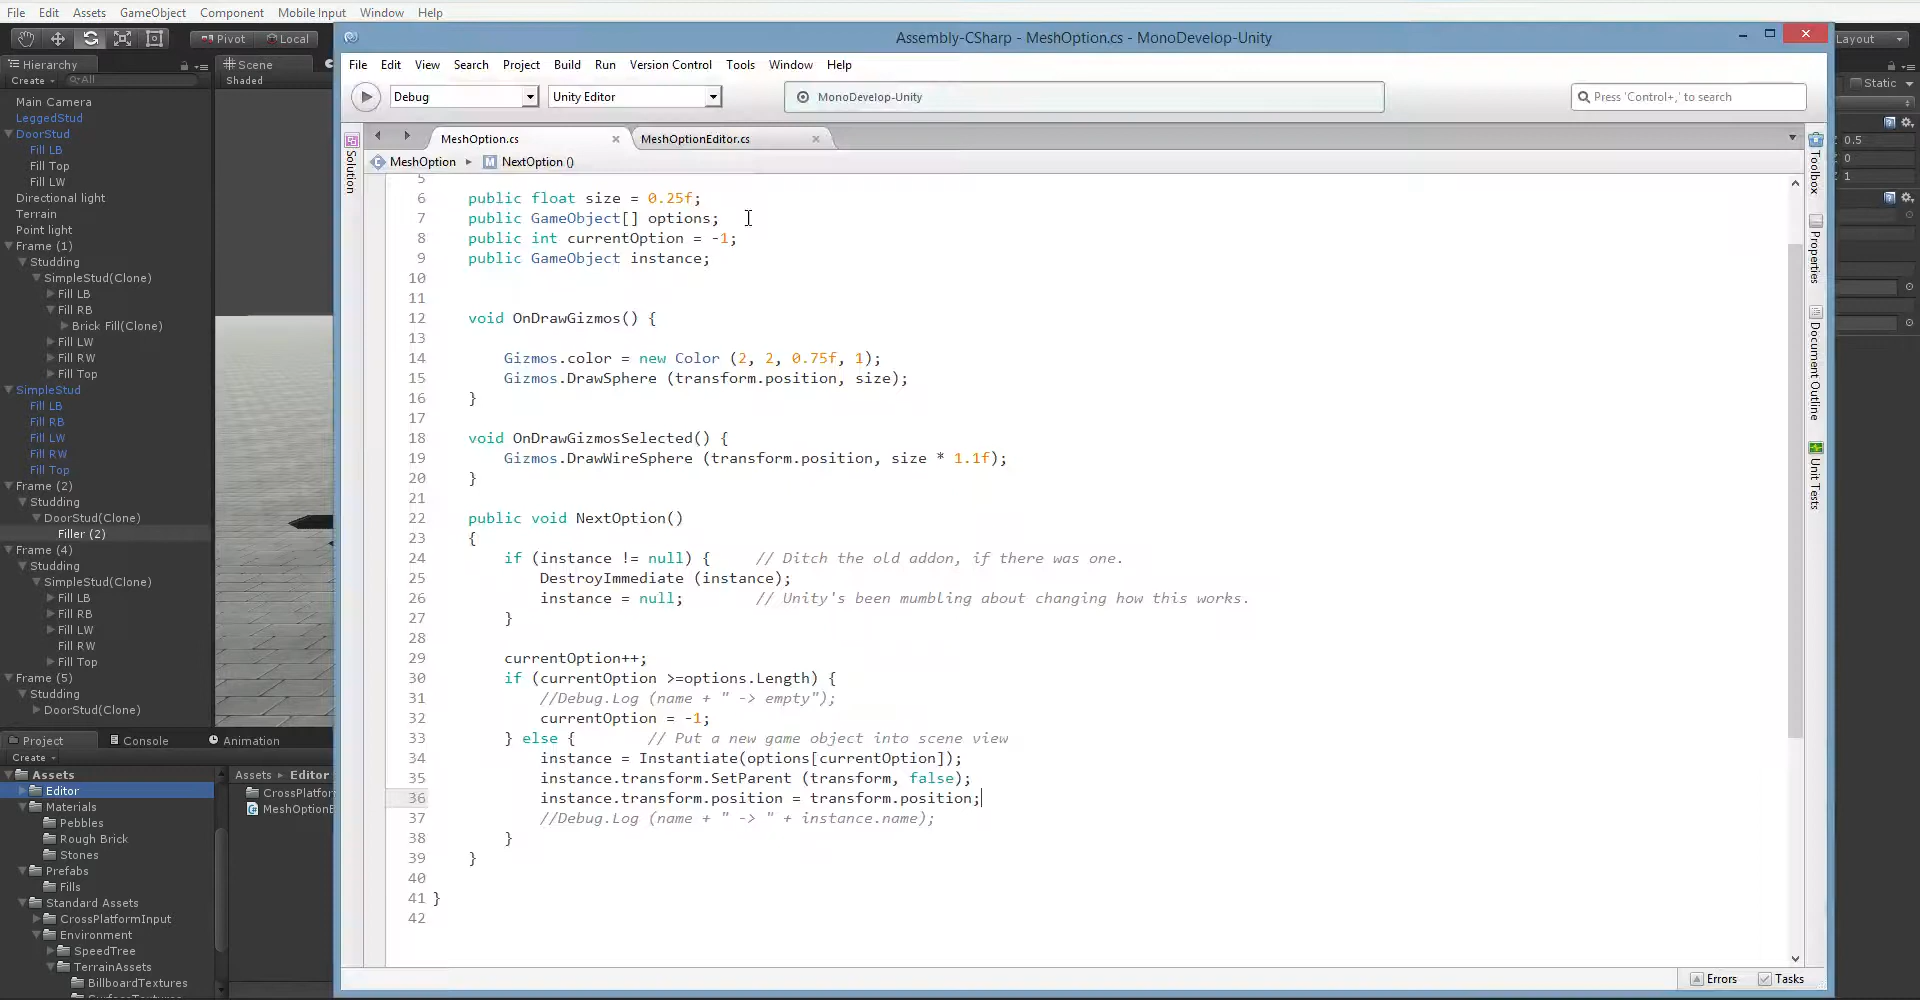 File Edit Assets GameObject Component Mobile Input Window Help
Pivot Local
Layout
Hierarchy
Create All
Main Camera
LeggedStud
DoorStud
Fill LB
Fill Top
Fill LW
Directional light
Terrain
Point light
Frame (1)
Studding
SimpleStud(Clone)
Fill LB
Fill RB
Brick Fill(Clone)
Fill LW
Fill RW
Fill Top
SimpleStud
Fill LB
Fill RB
Fill LW
Fill RW
Fill Top
Frame (2)
Studding
DoorStud(Clone)
Filler (2)
Frame (4)
Studding
SimpleStud(Clone)
Fill LB
Fill RB
Fill LW
Fill RW
Fill Top
Frame (5)
Studding
DoorStud(Clone)
Scene
Shaded
Project Console Animation
Create
Assets
Editor
Materials
Pebbles
Rough Brick
Stones
Prefabs
Fills
Standard Assets
CrossPlatformInput
Environment
SpeedTree
TerrainAssets
BillboardTextures
SurfaceTextures
Assets Editor
CrossPlatfor
MeshOptionE
Assembly-CSharp - MeshOption.cs - MonoDevelop-Unity
File Edit View Search Project Build Run Version Control Tools Window Help
Debug Unity Editor MonoDevelop-Unity Press 'Control+,' to search
Solution
MeshOption.cs MeshOptionEditor.cs
MeshOption NextOption ()
5
6 public float size = 0.25f;
7 public GameObject[] options;
8 public int currentOption = -1;
9 public GameObject instance;
10
11
12 void OnDrawGizmos() {
13
14 Gizmos.color = new Color (2, 2, 0.75f, 1);
15 Gizmos.DrawSphere (transform.position, size);
16 }
17
18 void OnDrawGizmosSelected() {
19 Gizmos.DrawWireSphere (transform.position, size * 1.1f);
20 }
21
22 public void NextOption()
23 {
24 if (instance != null) { // Ditch the old addon, if there was one.
25 DestroyImmediate (instance);
26 instance = null; // Unity's been mumbling about changing how this works.
27 }
28
29 currentOption++;
30 if (currentOption >=options.Length) {
31 //Debug.Log (name + " -> empty");
32 currentOption = -1;
33 } else { // Put a new game object into scene view
34 instance = Instantiate(options[currentOption]);
35 instance.transform.SetParent (transform, false);
36 instance.transform.position = transform.position;
37 //Debug.Log (name + " -> " + instance.name);
38 }
39 }
40
41 }
42
Errors Tasks
Toolbox
Properties
Document Outline
Unit Tests
Static
0.5
0
1